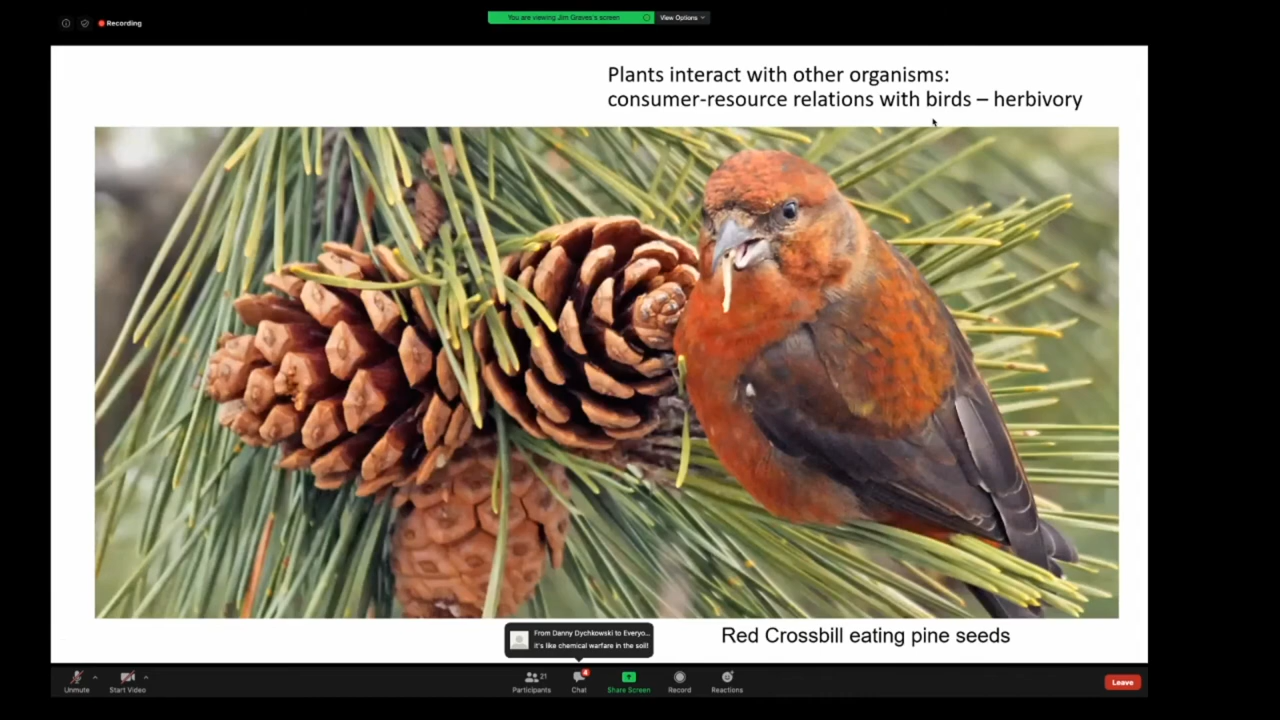 Recording
You are viewing Jim Graves's screen
View Options
Plants interact with other organisms:
consumer-resource relations with birds – herbivory
Red Crossbill eating pine seeds
From Danny Dychkowski to Everyo...
it's like chemical warfare in the soil!
Unmute
Start Video
Participants
21
Chat
4
Share Screen
Record
Reactions
Leave